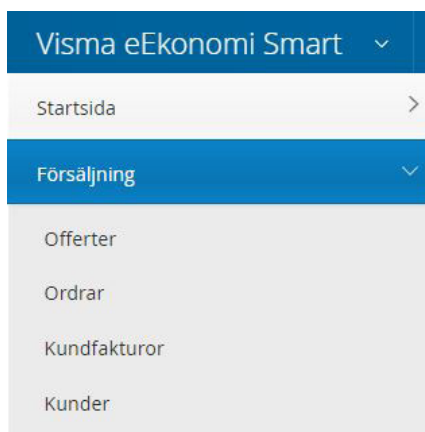 Visma eEkonomi Smart
Startsida
Försäljning
Offerter
Ordrar
Kundfakturor
Kunder